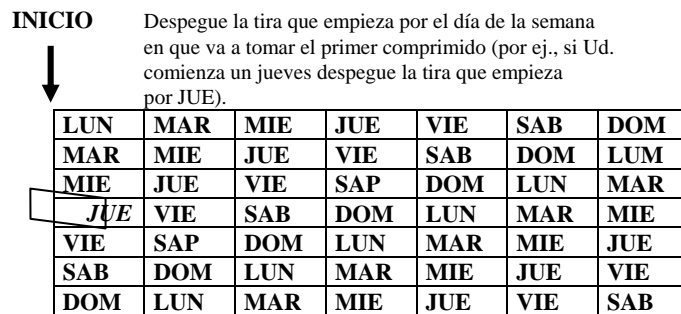 INICIO Despegue la tira que empieza por el día de la semana
en que va a tomar el primer comprimido (por ej., si Ud.
comienza un jueves despegue la tira que empieza
por JUE).
LUN MAR MIE JUE VIE SAB DOM
MAR MIE JUE VIE SAB DOM LUM
MIE JUE VIE SAP DOM LUN MAR
JUE VIE SAB DOM LUN MAR MIE
VIE SAP DOM LUN MAR MIE JUE
SAB DOM LUN MAR MIE JUE VIE
DOM LUN MAR MIE JUE VIE SAB